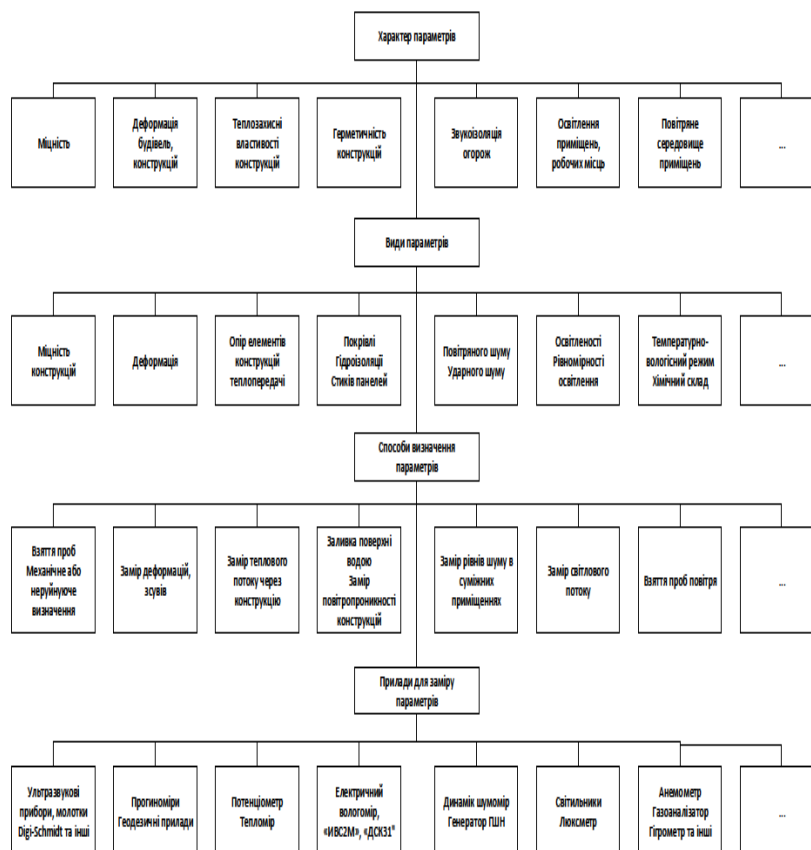 Характер параметрів
Міцність
Деформація
будівель,
конструкцій
Теплозахисні
властивості
конструкцій
Герметичність
конструкцій
Звукоізоляція
огорож
Освітлення
приміщень,
робочих місць
Повітряне
середовище
приміщень
...
Види параметрів
Міцність
конструкцій
Деформація
Опір елементів
конструкцій
теплопередачі
Покрівлі
Гідроізоляції
Стиків панелей
Повітряного шуму
Ударного шуму
Освітленості
Рівномірності
освітлення
Температурно-
вологісний режим
Хімічний склад
...
Способи визначення
параметрів
Взяття проб
Механічне або
неруйнуюче
визначення
Замір деформацій,
зсувів
Замір теплового
потоку через
конструкцію
Заливка поверхні
водою
Замір
повітропроникності
конструкцій
Замір рівнів шуму в
суміжних
приміщеннях
Замір світлового
потоку
Взяття проб повітря
...
Прилади для заміру
параметрів
Ультразвукові
прибори, молотки
Digi-Schmidt та інші
Прогиноміри
Геодезичні прилади
Потенціометр
Тепломір
Електричний
вологомір,
«ИВС2М», «ДСК31"
Динамік шумомір
Генератор ГШН
Світильники
Люксметр
Анемометр
Газоаналізатор
Гігрометр та інші
...